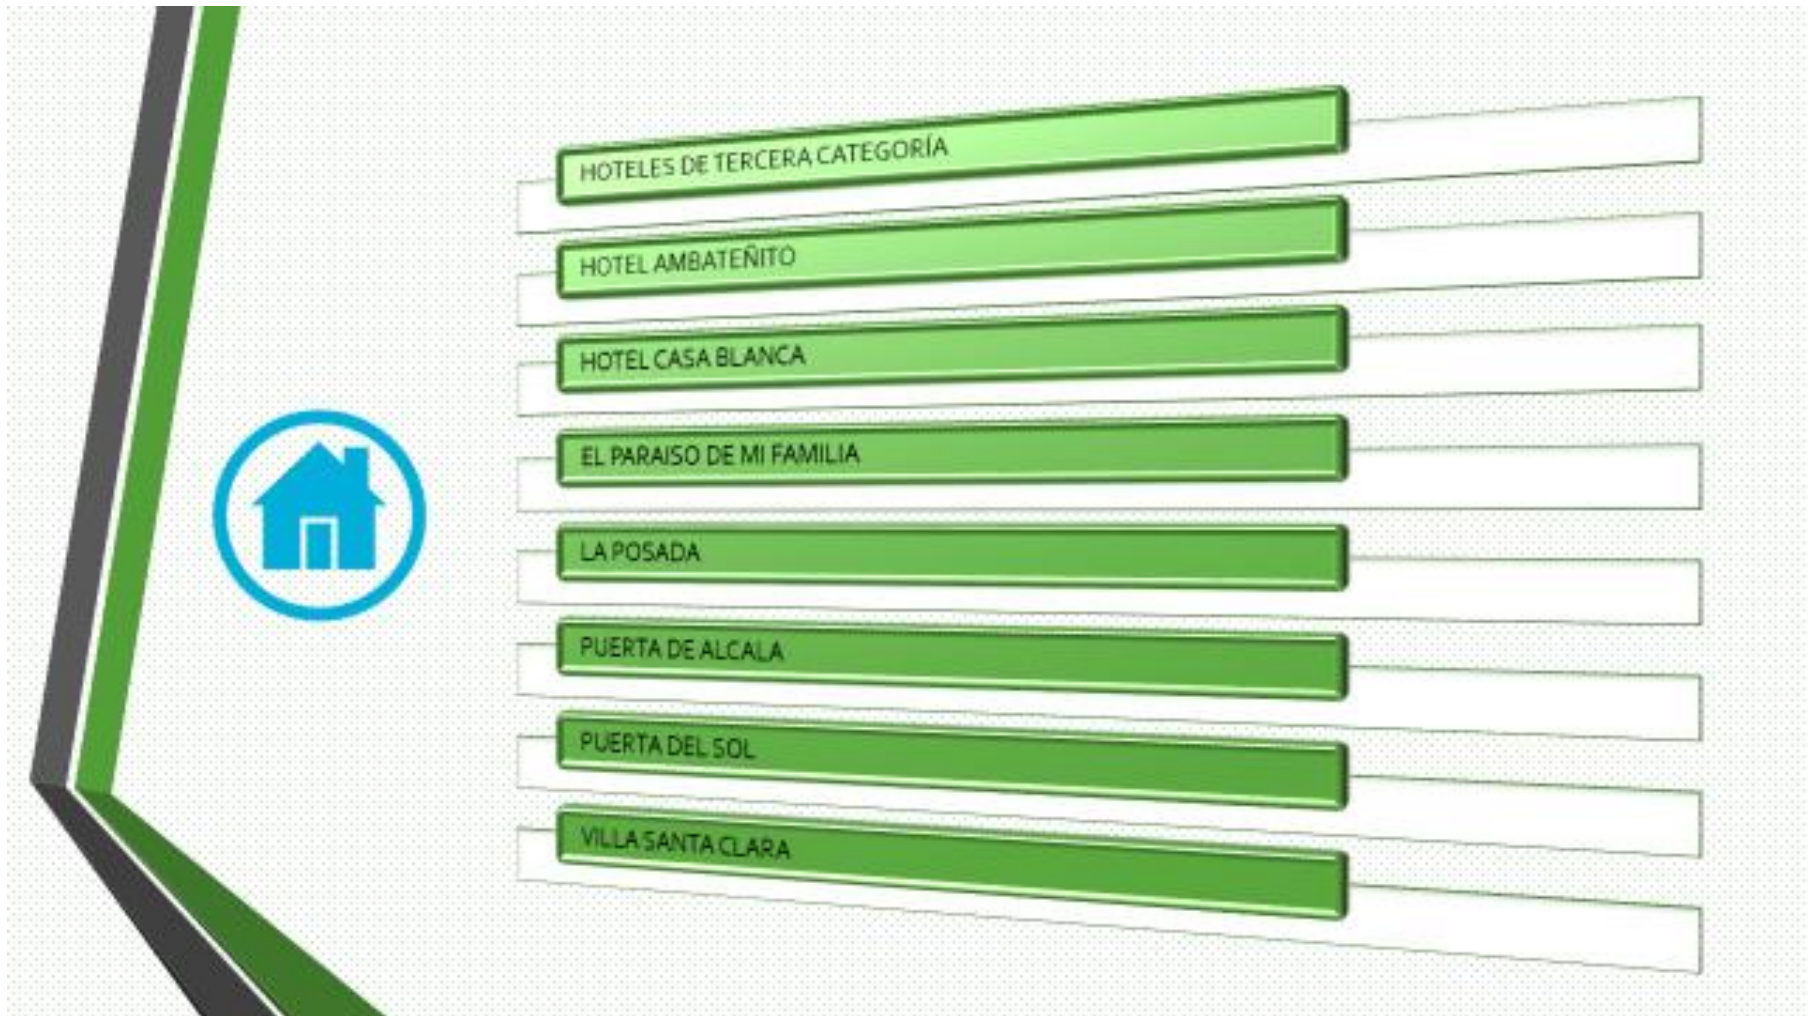 HOTELES DE TERCERA CATEGORÍA
HOTEL AMBATEÑITO
HOTEL CASA BLANCA
EL PARAISO DE MI FAMILIA
LA POSADA
PUERTA DE ALCALA
PUERTA DEL SOL
VILLA SANTA CLARA